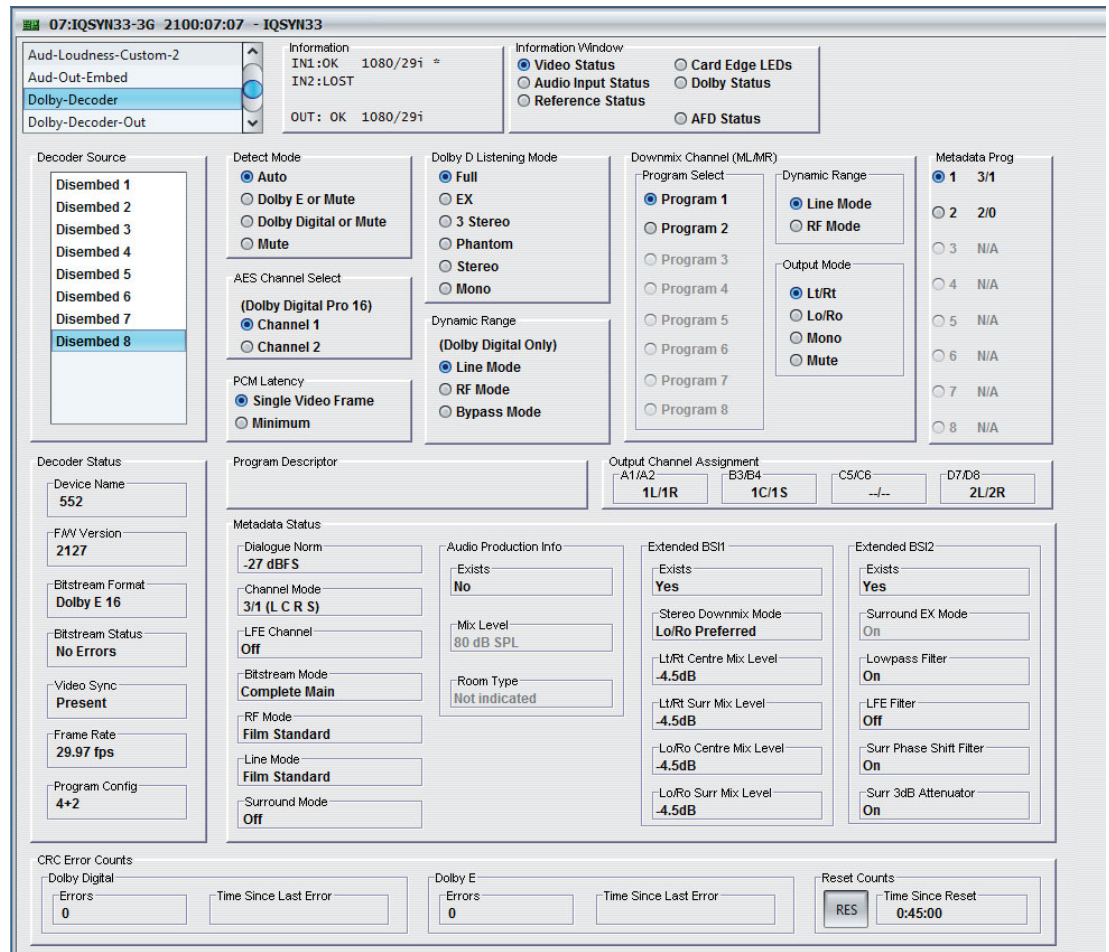 07:IQSYN33-3G 2100:07:07 - IQSYN33
Aud-Loudness-Custom-2
Aud-Out-Embed
Dolby-Decoder
Dolby-Decoder-Out
Information
IN1:OK 1080/29i *
IN2:LOST
OUT: OK 1080/29i
Information Window
Video Status
Card Edge LEDs
Audio Input Status
Dolby Status
Reference Status
AFD Status
Decoder Source
Disembed 1
Disembed 2
Disembed 3
Disembed 4
Disembed 5
Disembed 6
Disembed 7
Disembed 8
Detect Mode
Auto
Dolby E or Mute
Dolby Digital or Mute
Mute
AES Channel Select
(Dolby Digital Pro 16)
Channel 1
Channel 2
PCM Latency
Single Video Frame
Minimum
Dolby D Listening Mode
Full
EX
3 Stereo
Phantom
Stereo
Mono
Dynamic Range
(Dolby Digital Only)
Line Mode
RF Mode
Bypass Mode
Downmix Channel (ML/MR)
Program Select
Program 1
Program 2
Program 3
Program 4
Program 5
Program 6
Program 7
Program 8
Dynamic Range
Line Mode
RF Mode
Output Mode
Lt/Rt
Lo/Ro
Mono
Mute
Metadata Prog
1 3/1
2 2/0
3 N/A
4 N/A
5 N/A
6 N/A
7 N/A
8 N/A
Decoder Status
Device Name
552
F/W Version
2127
Bitstream Format
Dolby E 16
Bitstream Status
No Errors
Video Sync
Present
Frame Rate
29.97 fps
Program Config
4+2
Program Descriptor
Output Channel Assignment
A1/A2
1L/1R
B3/B4
1C/1S
C5/C6
--/--
D7/D8
2L/2R
Metadata Status
Dialogue Norm
-27 dBFS
Channel Mode
3/1 (L C R S)
LFE Channel
Off
Bitstream Mode
Complete Main
RF Mode
Film Standard
Line Mode
Film Standard
Surround Mode
Off
Audio Production Info
Exists
No
Mix Level
80 dB SPL
Room Type
Not indicated
Extended BSI1
Exists
Yes
Stereo Downmix Mode
Lo/Ro Preferred
Lt/Rt Centre Mix Level
-4.5dB
Lt/Rt Surr Mix Level
-4.5dB
Lo/Ro Centre Mix Level
-4.5dB
Lo/Ro Surr Mix Level
-4.5dB
Extended BSI2
Exists
Yes
Surround EX Mode
On
Lowpass Filter
On
LFE Filter
Off
Surr Phase Shift Filter
On
Surr 3dB Attenuator
On
CRC Error Counts
Dolby Digital
Errors
0
Time Since Last Error
Dolby E
Errors
0
Time Since Last Error
Reset Counts
RES
Time Since Reset
0:45:00